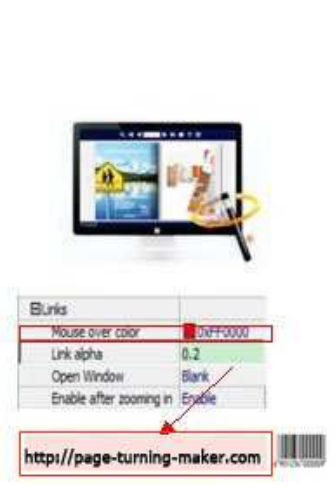 Links
Mouse over color 0xFF0000
Link alpha 0.2
Open Window Blank
Enable after zooming in Enable
http://page-turning-maker.com